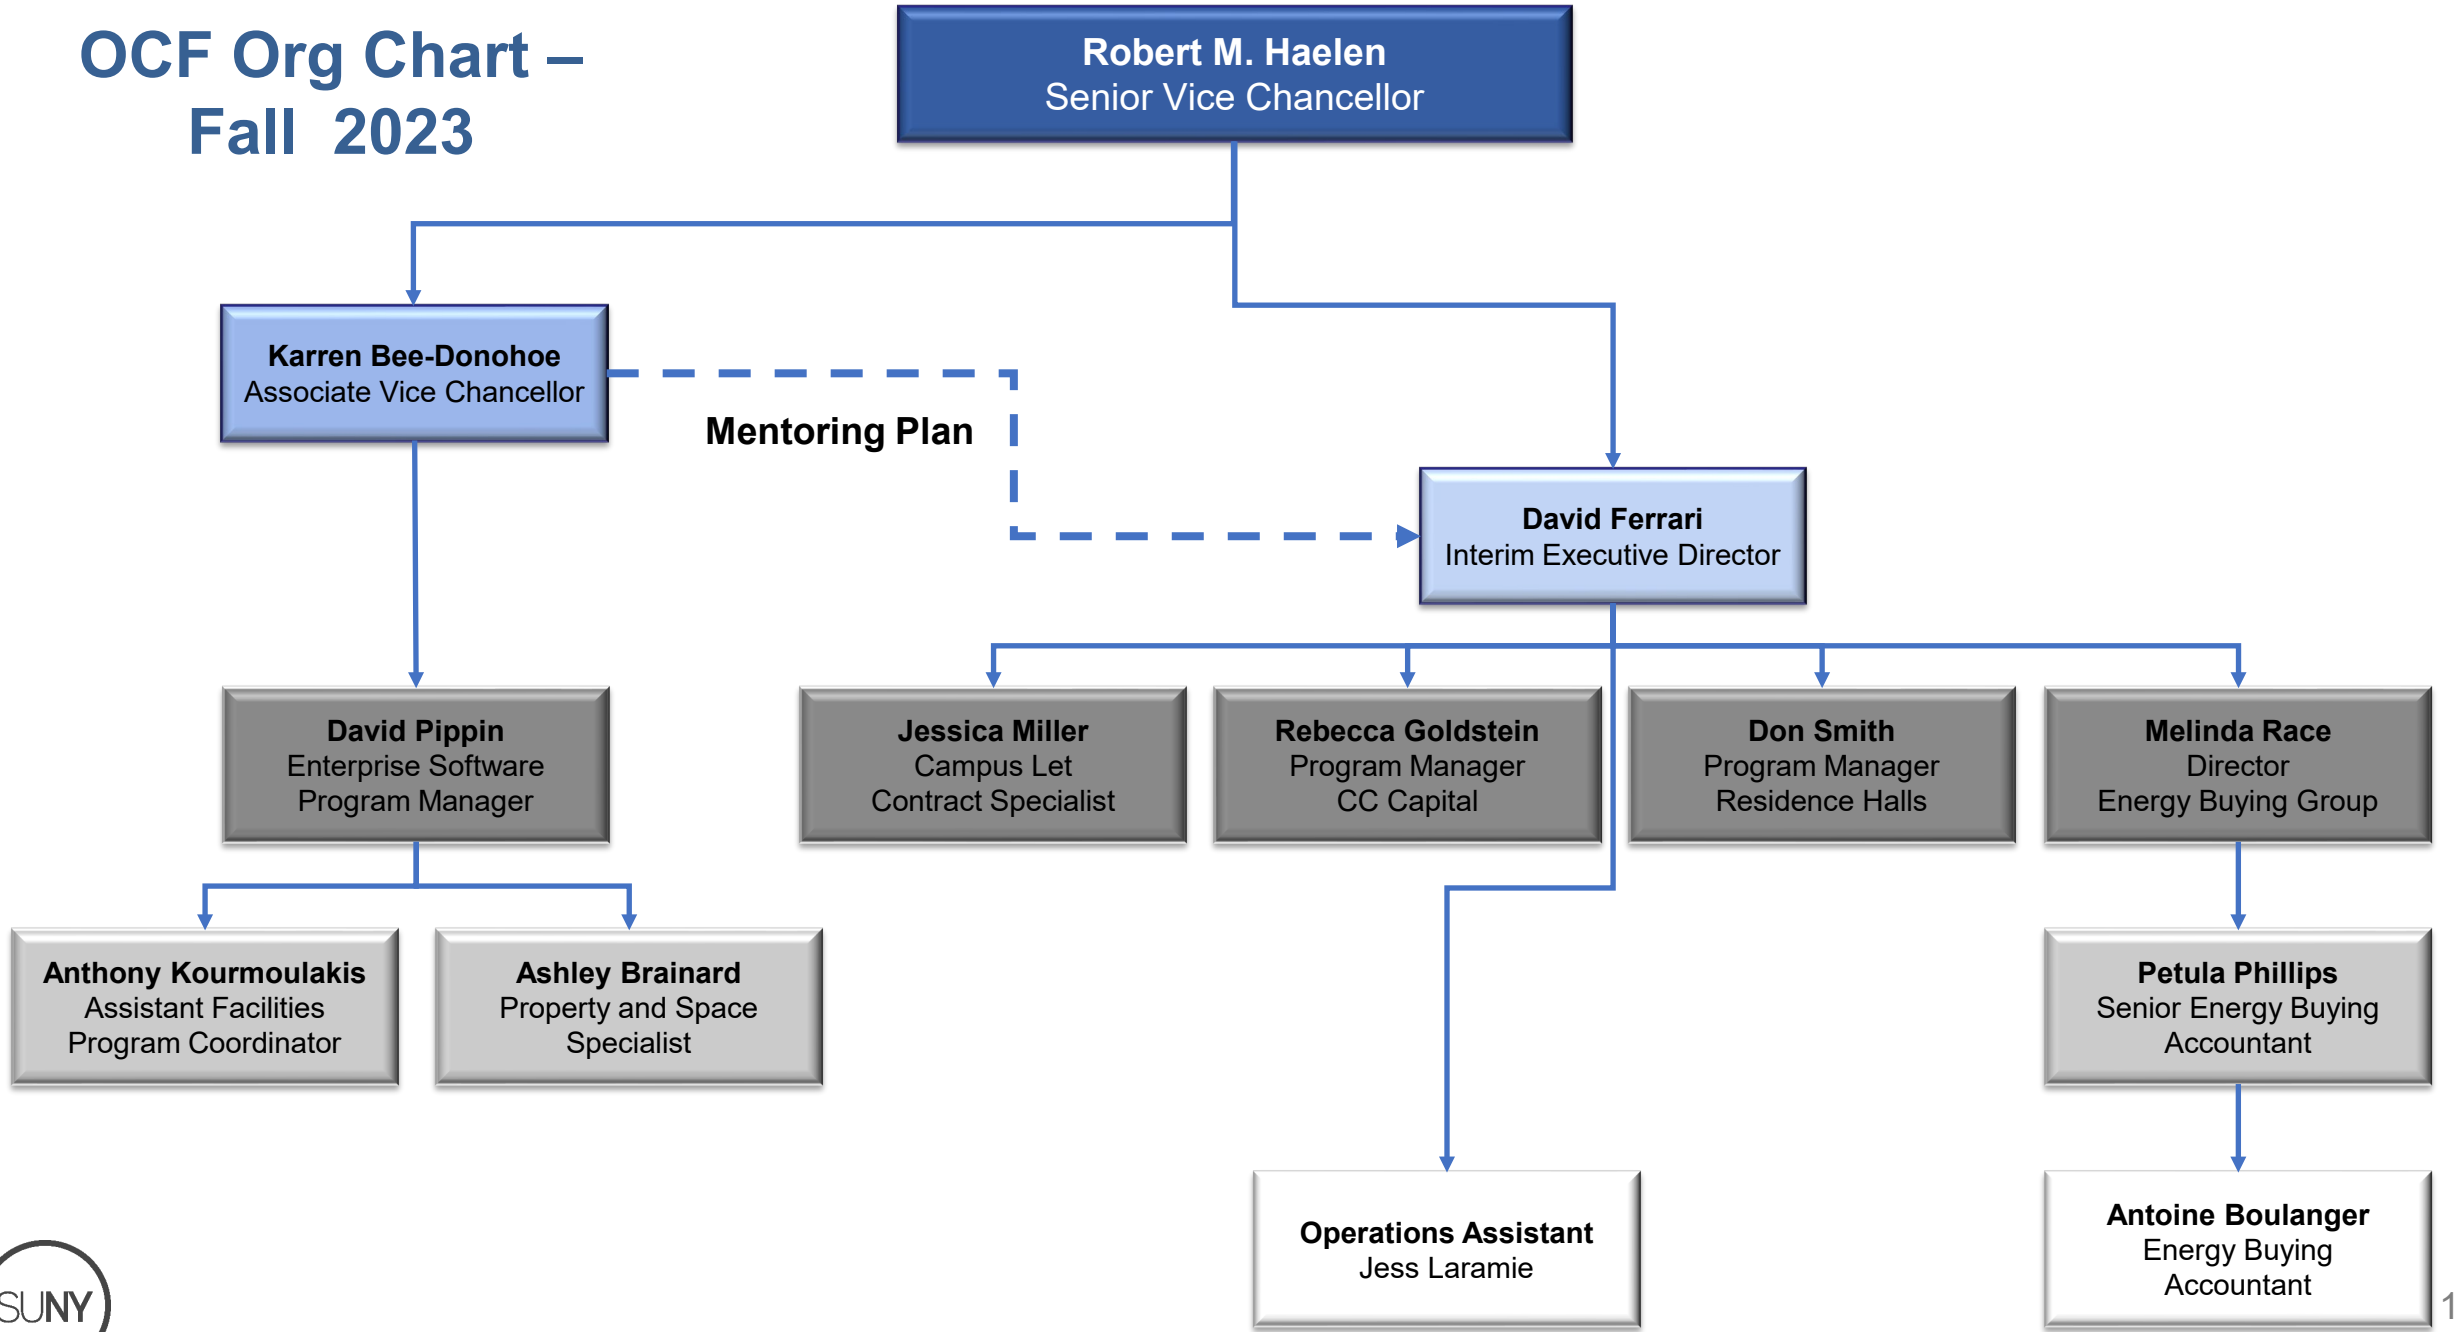 OCF Org Chart –
Fall 2023
Robert M. Haelen
Senior Vice Chancellor
Karren Bee-Donohoe
Associate Vice Chancellor
Mentoring Plan
David Ferrari
Interim Executive Director
David Pippin
Enterprise Software
Program Manager
Jessica Miller
Campus Let
Contract Specialist
Rebecca Goldstein
Program Manager
CC Capital
Don Smith
Program Manager
Residence Halls
Melinda Race
Director
Energy Buying Group
Anthony Kourmoulakis
Assistant Facilities
Program Coordinator
Ashley Brainard
Property and Space
Specialist
Petula Phillips
Senior Energy Buying
Accountant
Operations Assistant
Jess Laramie
Antoine Boulanger
Energy Buying
Accountant
SUNY
1